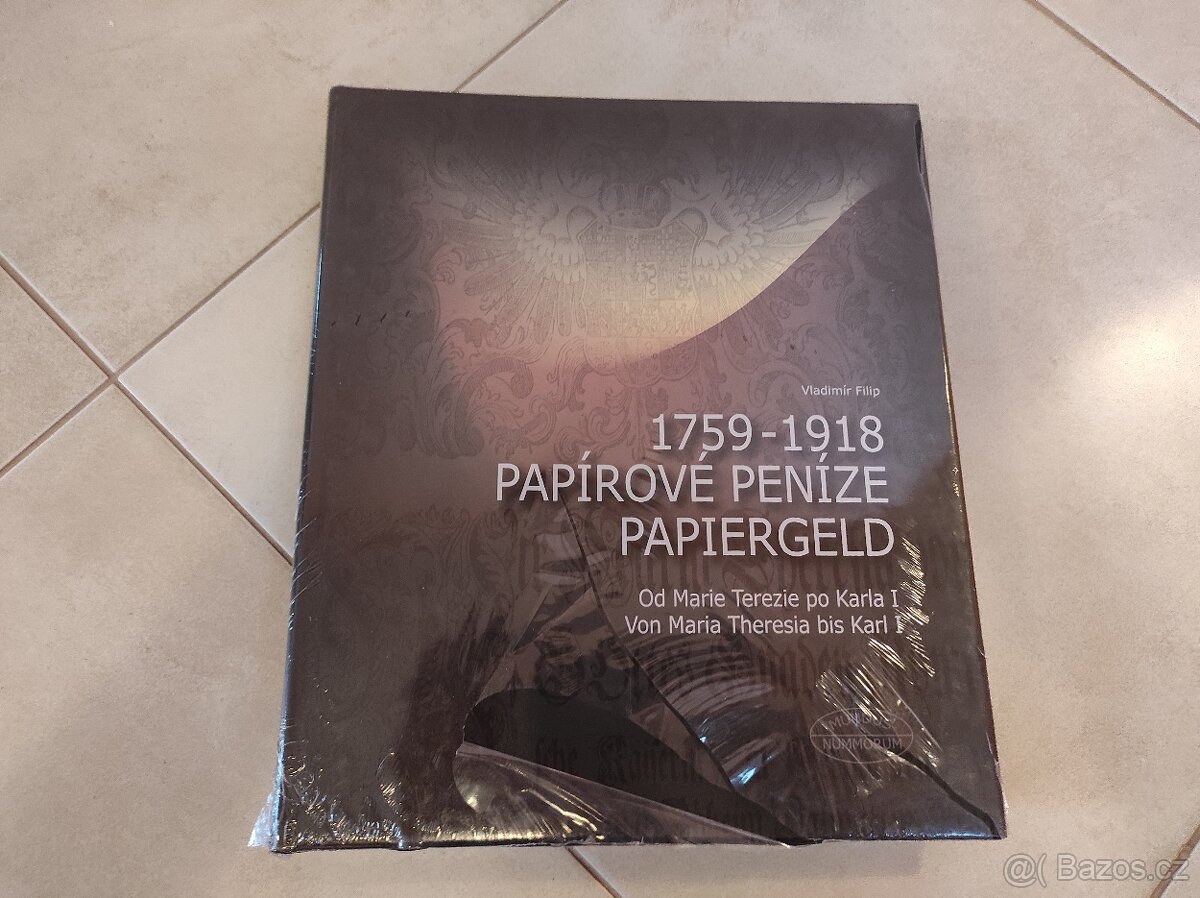 Vladimír Filip
1759-1918
PAPÍROVÉ PENÍZE
PAPIERGELD
Od Marie Terezie po Karla I
Von Maria Theresia bis Karl I
NUMMORUM
@( Bazos.cz